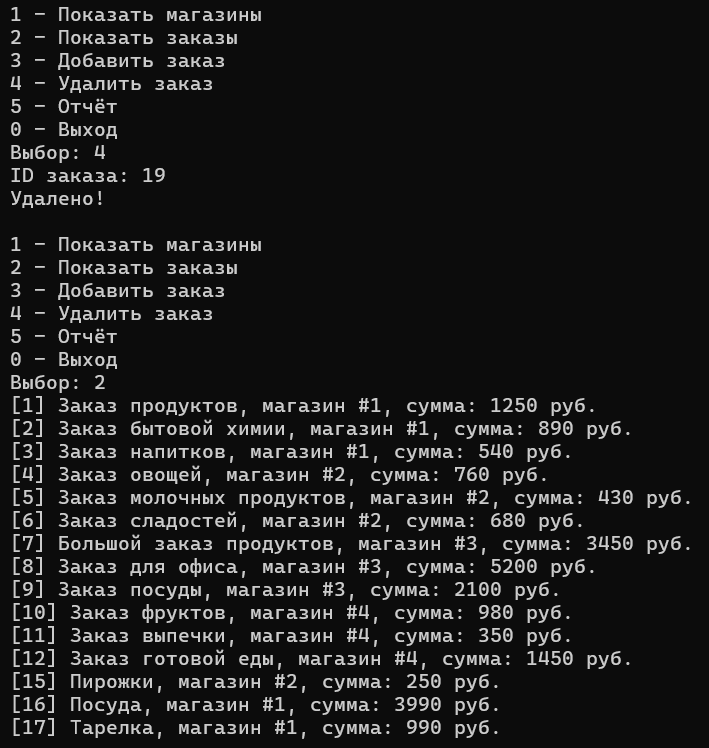 1 - Показать магазины
2 - Показать заказы
3 - Добавить заказ
4 - Удалить заказ
5 - Отчёт
0 - Выход
Выбор: 4
ID заказа: 19
Удалено!
1 - Показать магазины
2 - Показать заказы
3 - Добавить заказ
4 - Удалить заказ
5 - Отчёт
0 - Выход
Выбор: 2
[1] Заказ продуктов, магазин #1, сумма: 1250 руб.
[2] Заказ бытовой химии, магазин #1, сумма: 890 руб.
[3] Заказ напитков, магазин #1, сумма: 540 руб.
[4] Заказ овощей, магазин #2, сумма: 760 руб.
[5] Заказ молочных продуктов, магазин #2, сумма: 430 руб.
[6] Заказ сладостей, магазин #2, сумма: 680 руб.
[7] Большой заказ продуктов, магазин #3, сумма: 3450 руб.
[8] Заказ для офиса, магазин #3, сумма: 5200 руб.
[9] Заказ посуды, магазин #3, сумма: 2100 руб.
[10] Заказ фруктов, магазин #4, сумма: 980 руб.
[11] Заказ выпечки, магазин #4, сумма: 350 руб.
[12] Заказ готовой еды, магазин #4, сумма: 1450 руб.
[15] Пирожки, магазин #2, сумма: 250 руб.
[16] Посуда, магазин #1, сумма: 3990 руб.
[17] Тарелка, магазин #1, сумма: 990 руб.